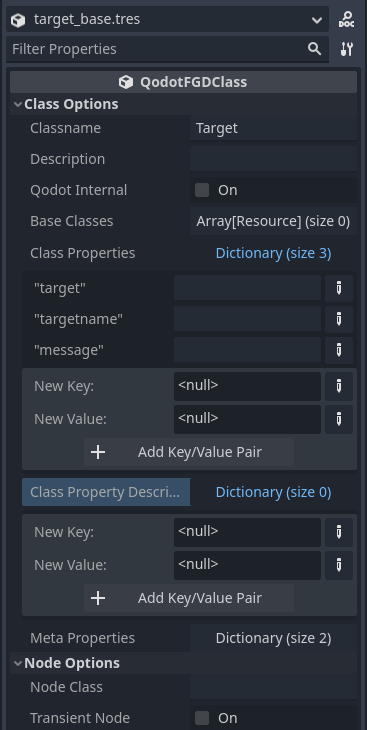 target_base.tres
DOC
Filter Properties
QodotFGDClass
Class Options
Classname Target
Description
Qodot Internal On
Base Classes Array[Resource] (size 0)
Class Properties Dictionary (size 3)
"target"
"targetname"
"message"
New Key: <null>
New Value: <null>
Add Key/Value Pair
Class Property Descri... Dictionary (size 0)
New Key: <null>
New Value: <null>
Add Key/Value Pair
Meta Properties Dictionary (size 2)
Node Options
Node Class
Transient Node On